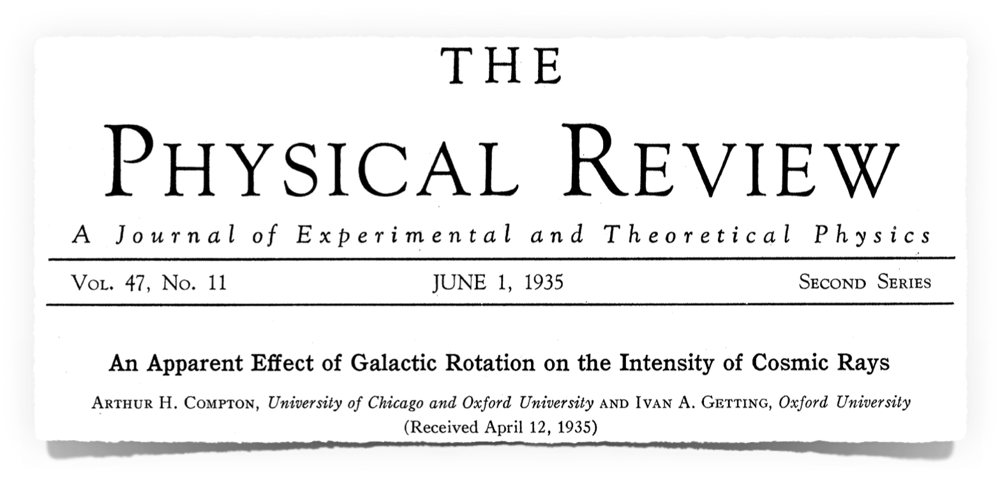 THE
PHYSICAL REVIEW
A Journal of Experimental and Theoretical Physics
VOL. 47, NO. 11 JUNE 1, 1935 SECOND SERIES
An Apparent Effect of Galactic Rotation on the Intensity of Cosmic Rays
ARTHUR H. COMPTON, University of Chicago and Oxford University AND IVAN A. GETTING, Oxford University
(Received April 12, 1935)